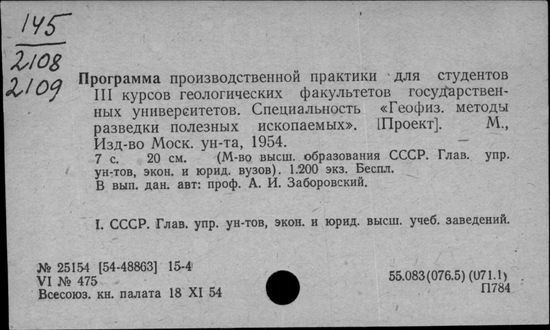 145
2108
2109
Программа производственной практики для студентов
III курсов геологических факультетов государствен-
ных университетов. Специальность «Геофиз. методы
разведки полезных ископаемых». [Проект]. М.,
Изд-во Моск. ун-та, 1954.
7 с. 20 см. (М-во высш. образования СССР. Глав. упр.
ун-тов, экон. и юрид. вузов). 1.200 экз. Беспл.
В вып. дан. авт: проф. А. И. Заборовский.
I. СССР. Глав. упр. ун-тов, экон. и юрид. высш. учеб. заведений.
№ 25154 [54-48863] 15-4
VI № 475
Всесоюз. кн. палата 18 XI 54
55.083(076.5) (071.1)
П784